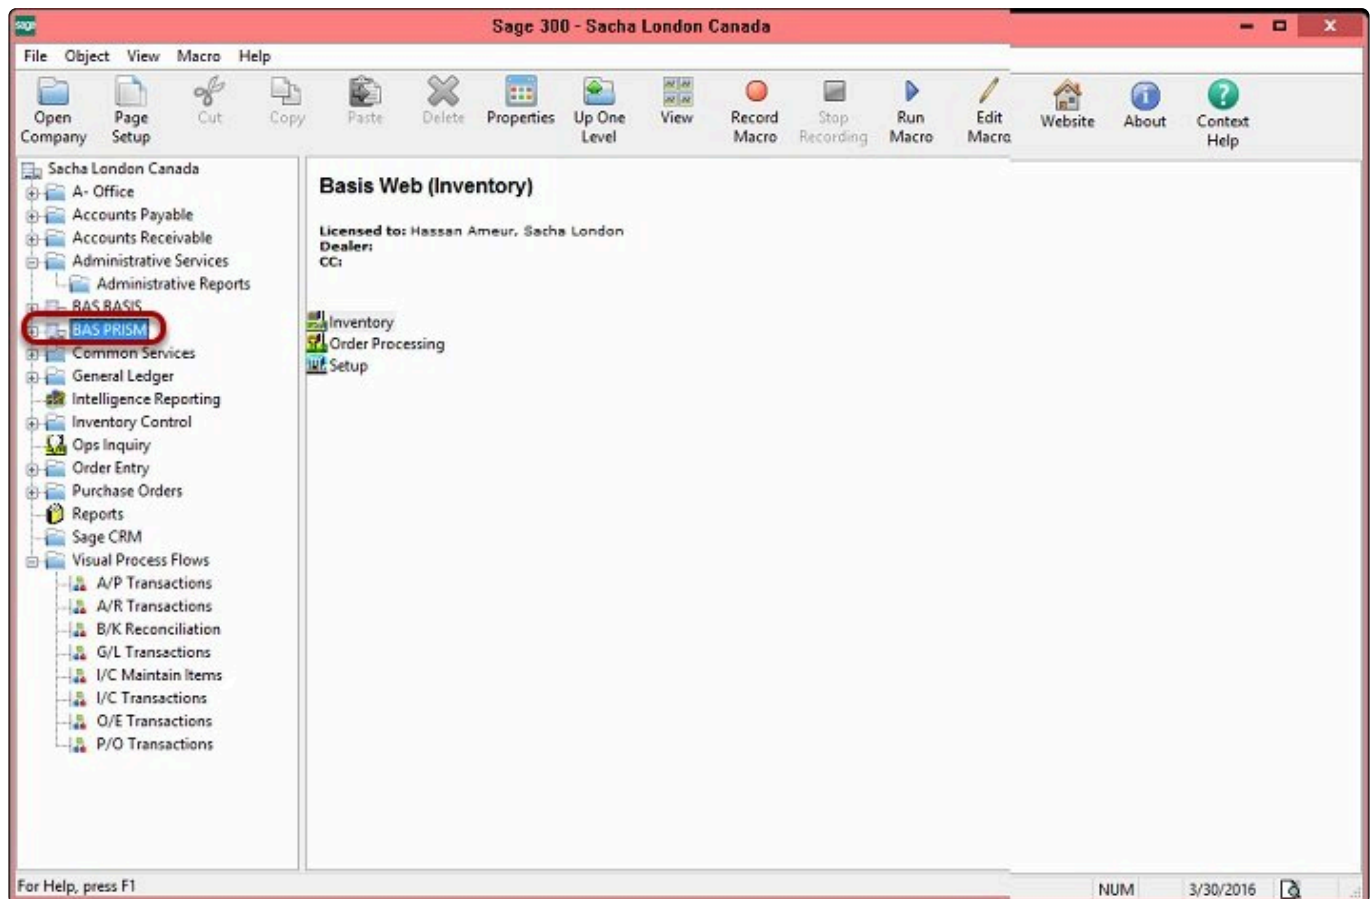 sage
Sage 300 - Sacha London Canada
File Object View Macro Help
Open Company
Page Setup
Cut
Copy
Paste
Delete
Properties
Up One Level
View
Record Macro
Stop Recording
Run Macro
Edit Macro
Website
About
Context Help
Sacha London Canada
A- Office
Accounts Payable
Accounts Receivable
Administrative Services
Administrative Reports
BAS BASIS
BAS PRISM
Common Services
General Ledger
Intelligence Reporting
Inventory Control
Ops Inquiry
Order Entry
Purchase Orders
Reports
Sage CRM
Visual Process Flows
A/P Transactions
A/R Transactions
B/K Reconciliation
G/L Transactions
I/C Maintain Items
I/C Transactions
O/E Transactions
P/O Transactions
Basis Web (Inventory)
Licensed to: Hassan Ameur, Sacha London
Dealer:
CC:
Inventory
Order Processing
Setup
For Help, press F1
NUM
3/30/2016